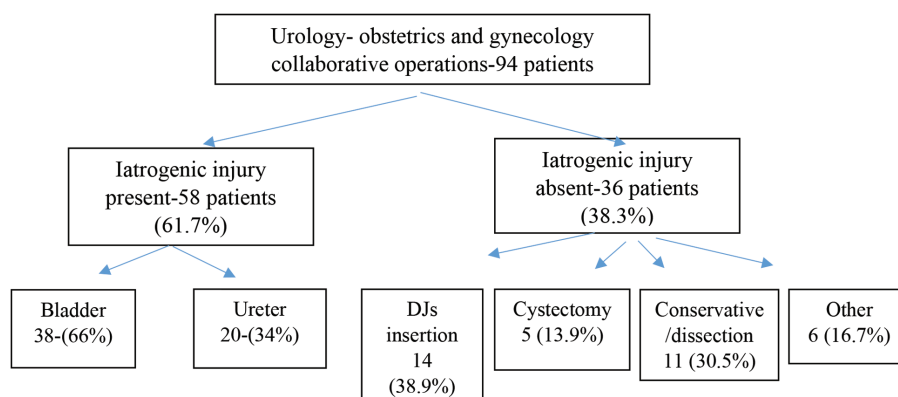 Urology- obstetrics and gynecology
collaborative operations-94 patients
Iatrogenic injury
present-58 patients
(61.7%)
Iatrogenic injury
absent-36 patients
(38.3%)
Bladder
38-(66%)
Ureter
20-(34%)
DJs
insertion
14
(38.9%)
Cystectomy
5 (13.9%)
Conservative
/dissection
11 (30.5%)
Other
6 (16.7%)